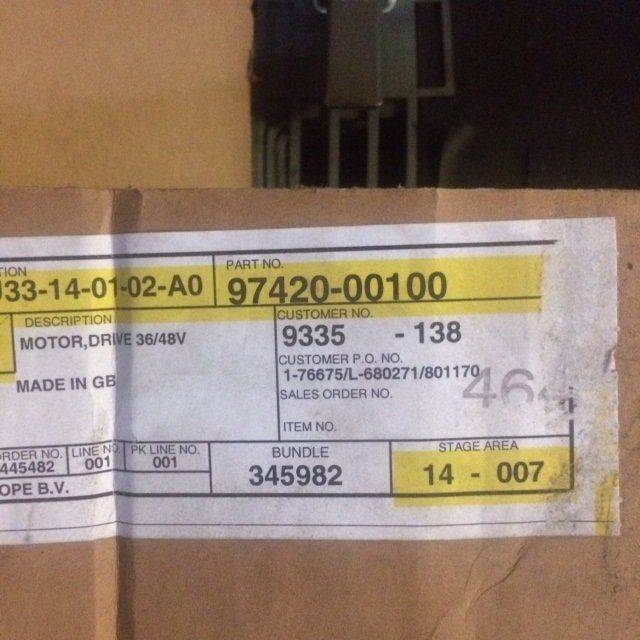 TION
J33-14-01-02-A0
PART NO.
97420-00100
DESCRIPTION
MOTOR,DRIVE 36/48V
MADE IN GB
CUSTOMER NO.
9335 - 138
CUSTOMER P.O. NO.
1-76675/L-680271/801170
SALES ORDER NO.
ITEM NO.
ORDER NO.
445482
LINE NO.
001
PK LINE NO.
001
BUNDLE
345982
STAGE AREA
14 - 007
OPE B.V.